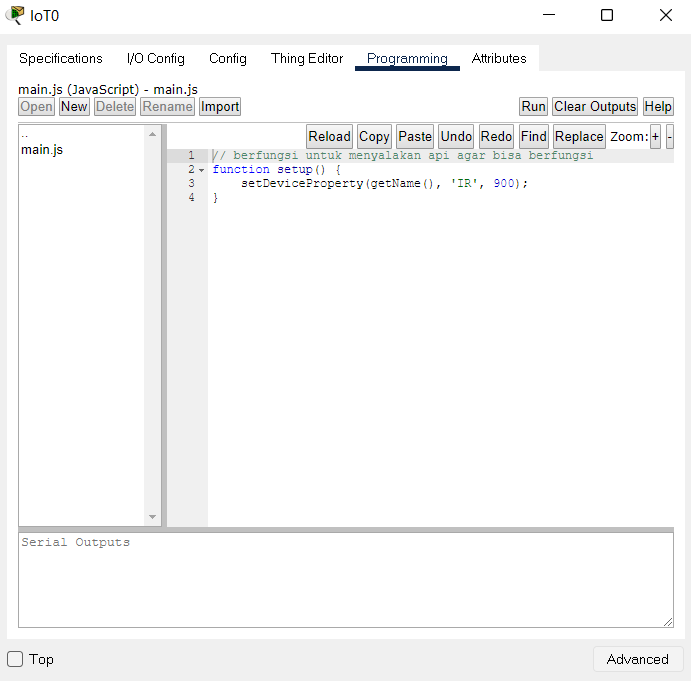 IoT0
Specifications I/O Config Config Thing Editor Programming Attributes
main.js (JavaScript) - main.js
Open New Delete Rename Import Run Clear Outputs Help
..
main.js
Reload Copy Paste Undo Redo Find Replace Zoom: + -
1 // berfungsi untuk menyalakan api agar bisa berfungsi
2 function setup() {
3 setDeviceProperty(getName(), 'IR', 900);
4 }
Serial Outputs
Top Advanced